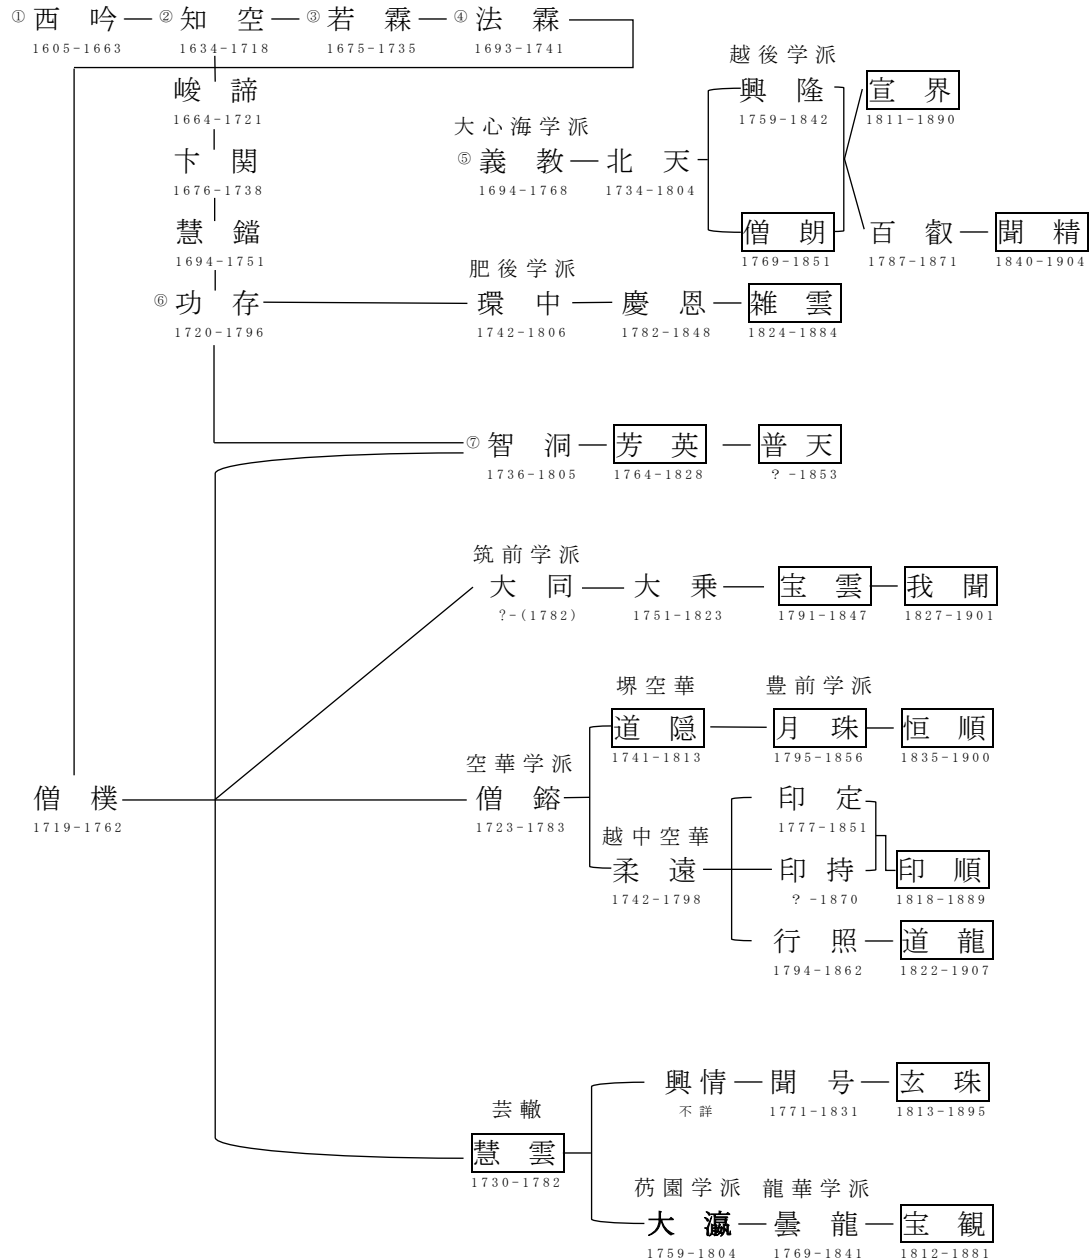 ①西吟 ②知空 ③若霖 ④法霖
1605-1663 1634-1718 1675-1735 1693-1741
越後学派
峻諦 興隆 宣界
1664-1721 1759-1842 1811-1890
大心海学派
卞関 ⑤義教 北天
1676-1738 1694-1768 1734-1804
慧鐺 僧朗 百叡 聞精
1694-1751 1769-1851 1787-1871 1840-1904
肥後学派
⑥功存 環中 慶恩 雑雲
1720-1796 1742-1806 1782-1848 1824-1884
⑦智洞 芳英 普天
1736-1805 1764-1828 ?-1853
筑前学派
大同 大乗 宝雲 我聞
?-(1782) 1751-1823 1791-1847 1827-1901
堺空華 豊前学派
道隠 月珠 恒順
1741-1813 1795-1856 1835-1900
空華学派
僧樸 僧鎔 印定
1719-1762 1723-1783 1777-1851
越中空華
柔遠 印持 印順
1742-1798 ?-1870 1818-1889
行照 道龍
1794-1862 1822-1907
興情 聞号 玄珠
不詳 1771-1831 1813-1895
芸轍
慧雲
1730-1782
芿園学派 龍華学派
大瀛 曇龍 宝観
1759-1804 1769-1841 1812-1881